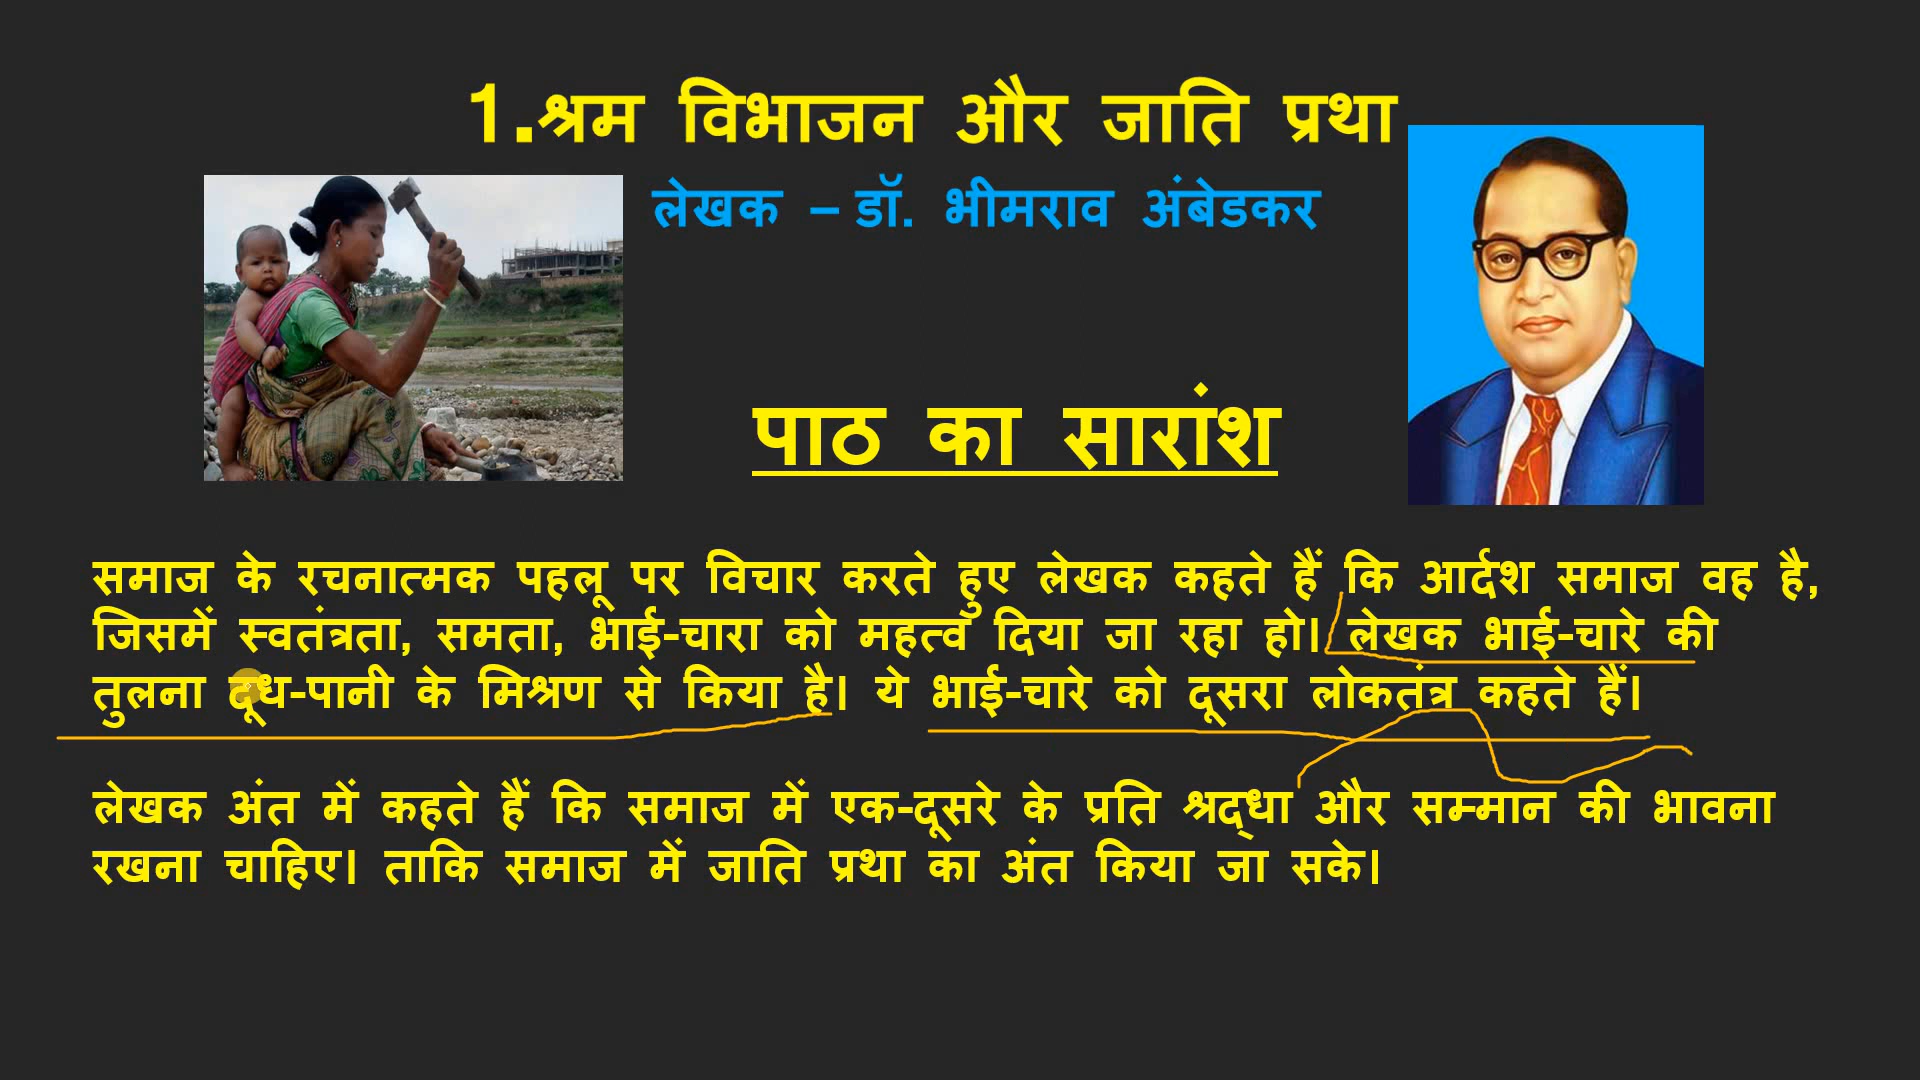 1.श्रम विभाजन और जाति प्रथा
लेखक – डॉ. भीमराव अंबेडकर
पाठ का सारांश
समाज के रचनात्मक पहलू पर विचार करते हुए लेखक कहते हैं कि आर्दश समाज वह है,
जिसमें स्वतंत्रता, समता, भाई-चारा को महत्व दिया जा रहा हो। लेखक भाई-चारे की
तुलना दूध-पानी के मिश्रण से किया है। ये भाई-चारे को दूसरा लोकतंत्र कहते हैं।
लेखक अंत में कहते हैं कि समाज में एक-दूसरे के प्रति श्रद्धा और सम्मान की भावना
रखना चाहिए। ताकि समाज में जाति प्रथा का अंत किया जा सके।